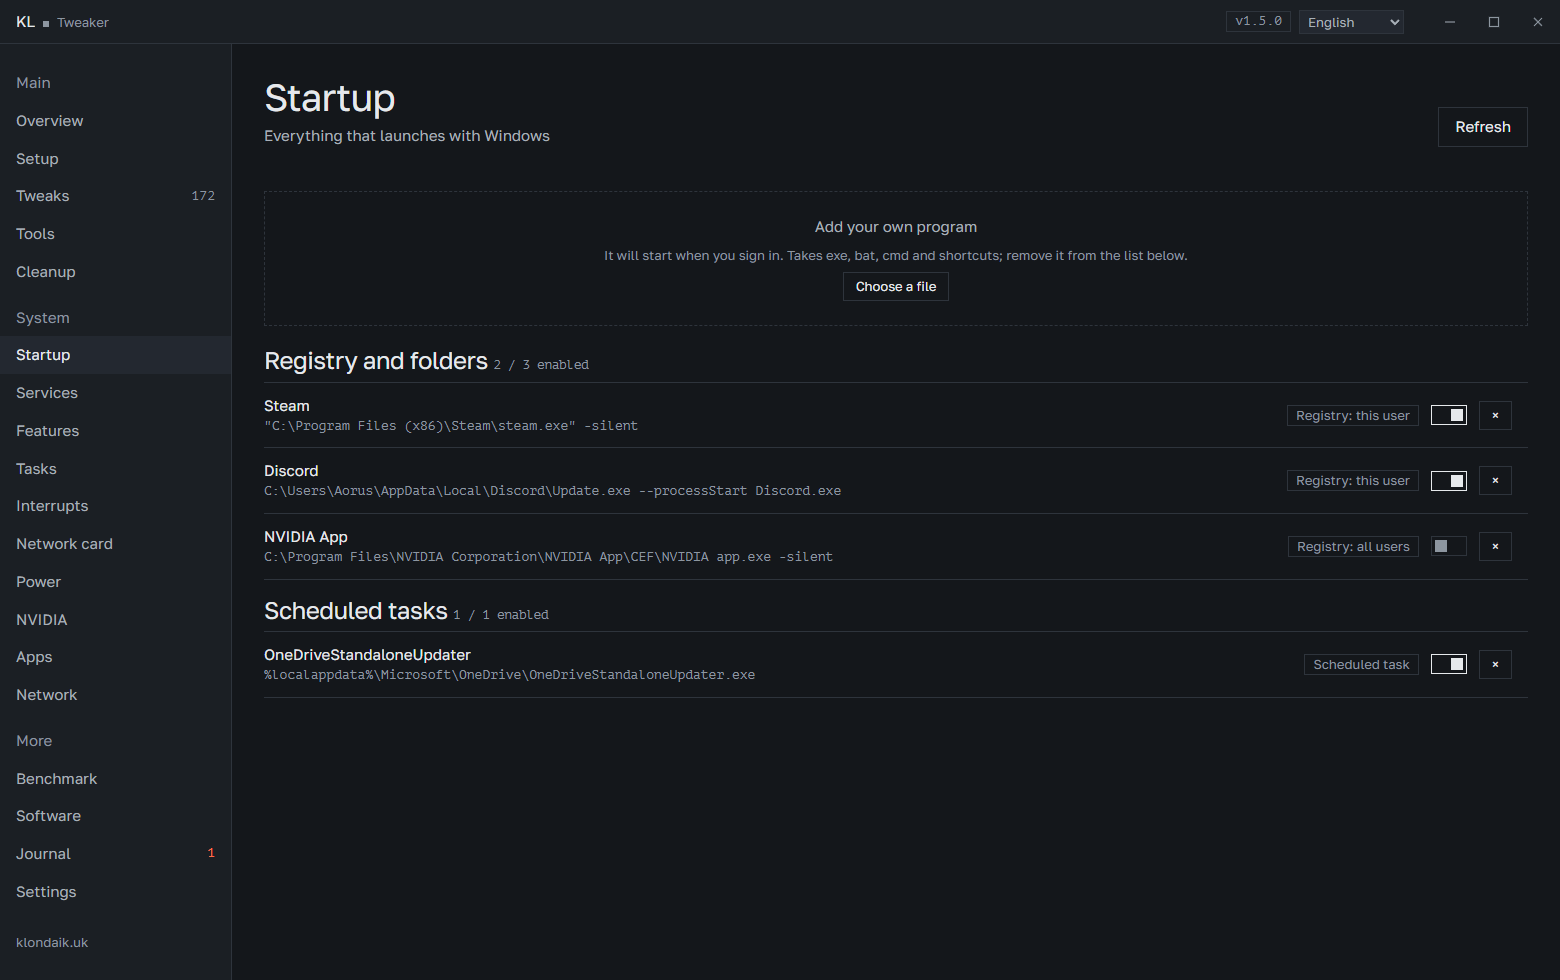 KL Tweaker
v1.5.0
English
Main
Overview
Setup
Tweaks 172
Tools
Cleanup
System
Startup
Services
Features
Tasks
Interrupts
Network card
Power
NVIDIA
Apps
Network
More
Benchmark
Software
Journal 1
Settings
klondaik.uk
Startup
Everything that launches with Windows
Refresh
Add your own program
It will start when you sign in. Takes exe, bat, cmd and shortcuts; remove it from the list below.
Choose a file
Registry and folders 2 / 3 enabled
Steam
"C:\Program Files (x86)\Steam\steam.exe" -silent
Registry: this user
Discord
C:\Users\Aorus\AppData\Local\Discord\Update.exe --processStart Discord.exe
Registry: this user
NVIDIA App
C:\Program Files\NVIDIA Corporation\NVIDIA App\CEF\NVIDIA app.exe -silent
Registry: all users
Scheduled tasks 1 / 1 enabled
OneDriveStandaloneUpdater
%localappdata%\Microsoft\OneDrive\OneDriveStandaloneUpdater.exe
Scheduled task